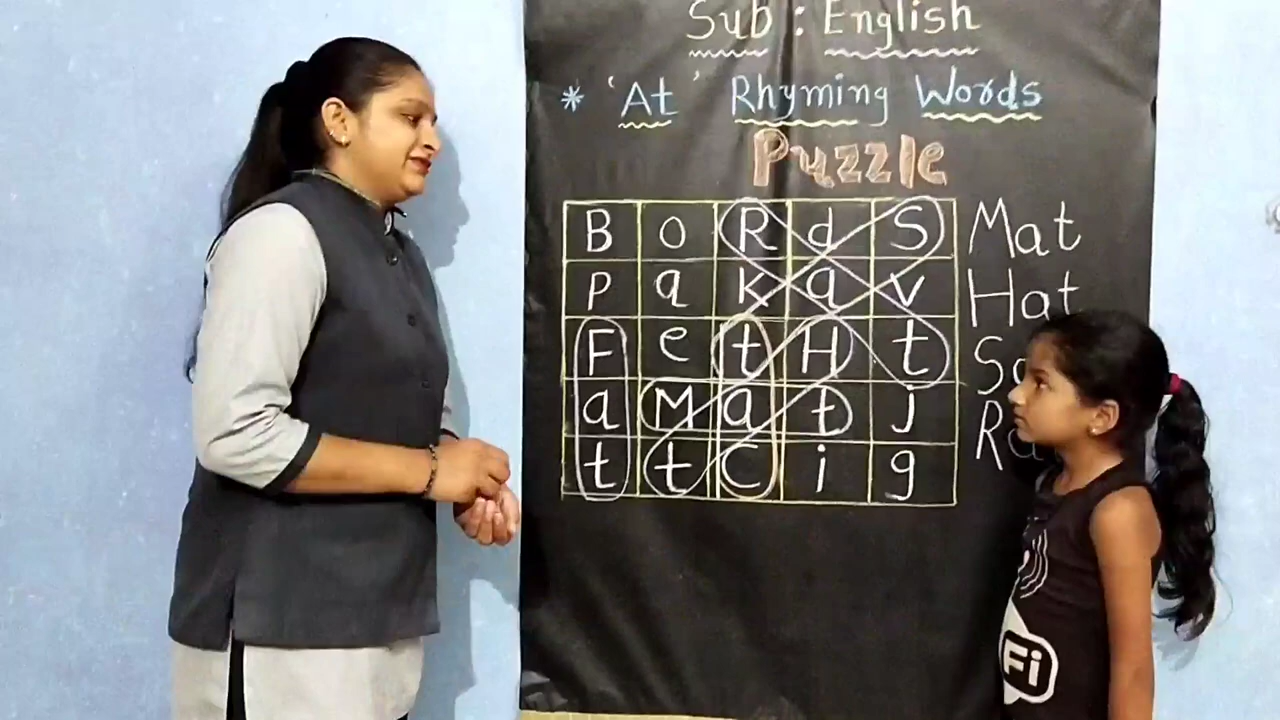 Sub : English
* 'At' Rhyming Words
Puzzle
B o R d S Mat
p a k a v Hat
F e t H t
a M a t j
t t C i g
Fi